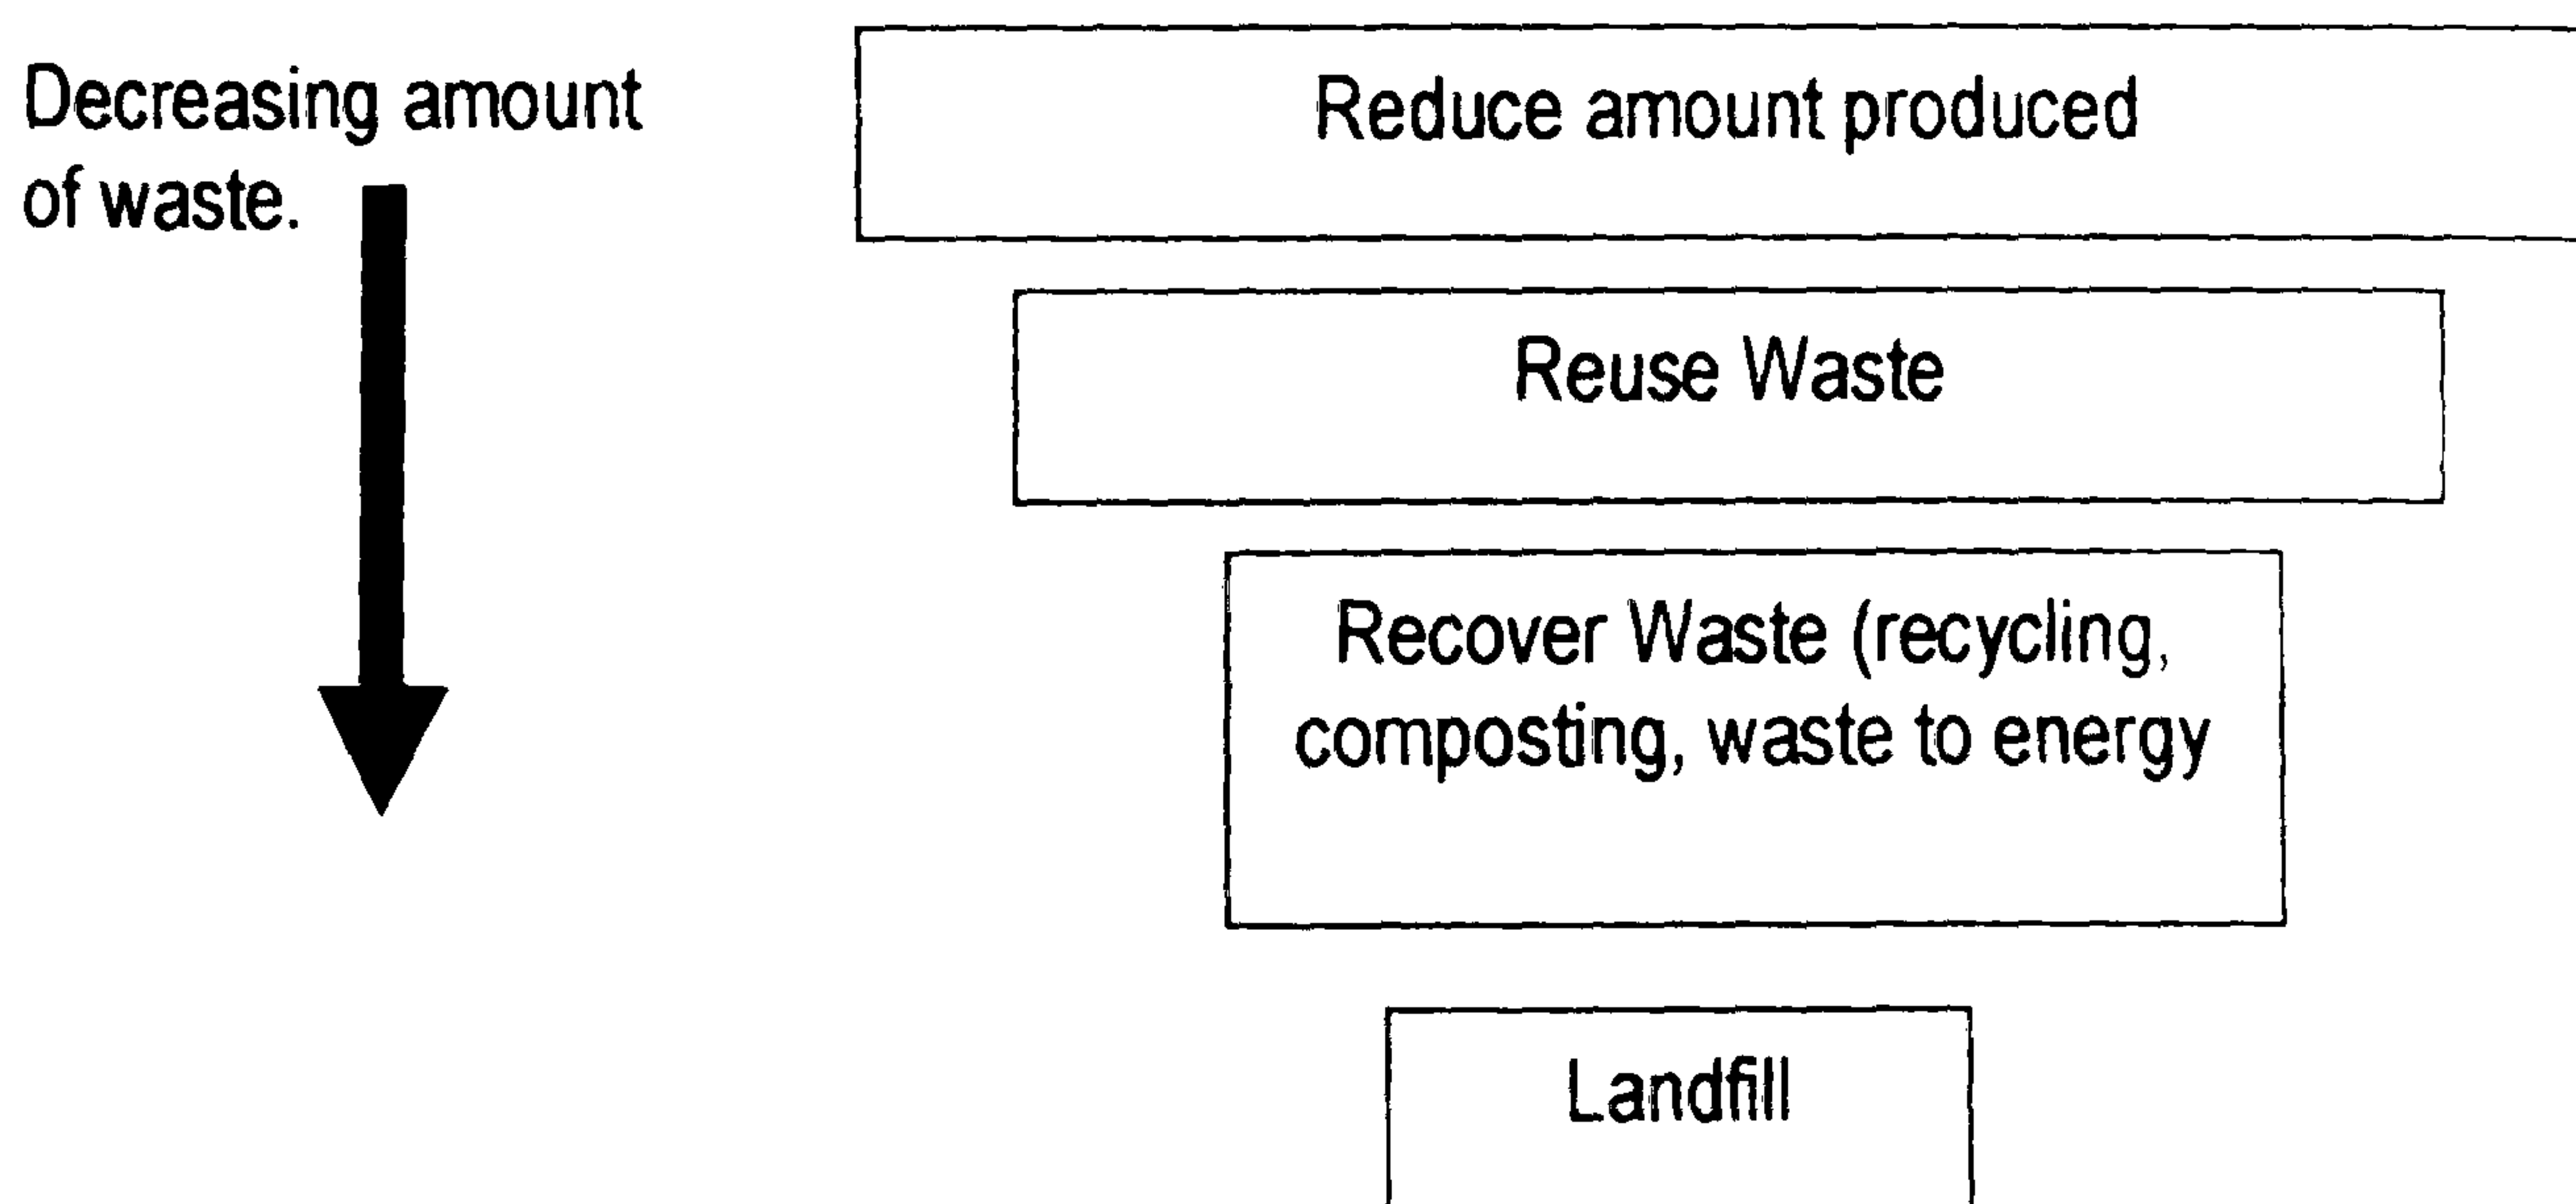 Decreasing amount
of waste.
Reduce amount produced
Reuse Waste
Recover Waste (recycling,
composting, waste to energy
Landfill